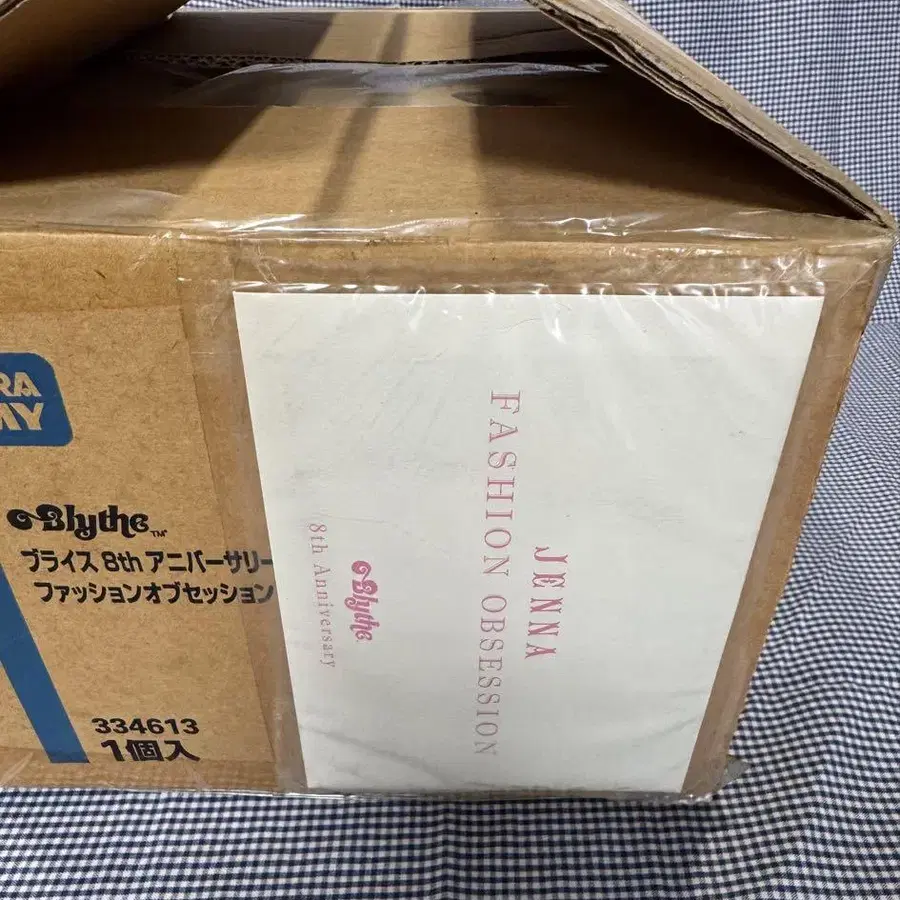 RA
MY
Blythe™
ブライス 8th アニバーサリー
ファッションオブセッション
334613
1個入
JENNA
FASHION OBSESSION
Blythe
8th Anniversary